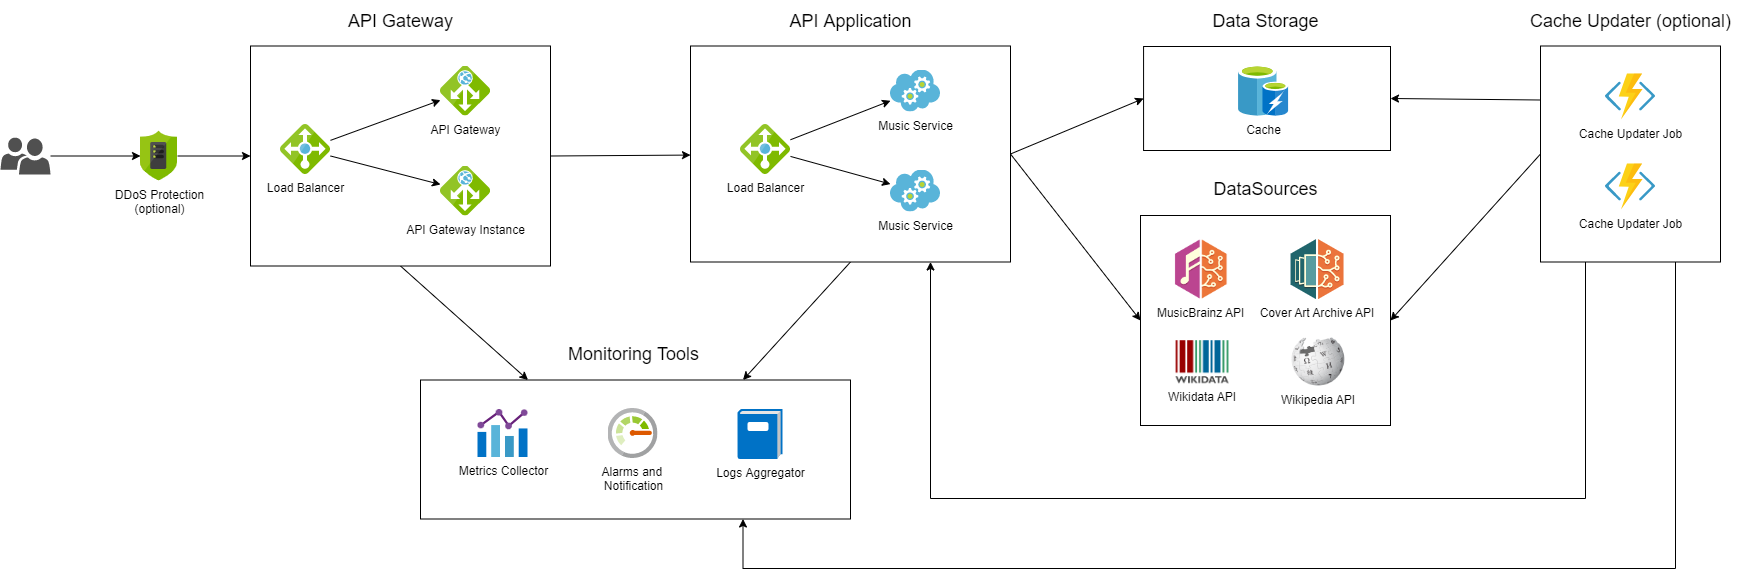 API Gateway
API Application
Data Storage
Cache Updater (optional)
API Gateway
Music Service
Cache
Cache Updater Job
Load Balancer
Load Balancer
DDoS Protection
(optional)
DataSources
API Gateway Instance
Music Service
Cache Updater Job
MusicBrainz API
Cover Art Archive API
Monitoring Tools
WIKIDATA
Wikidata API
Wikipedia API
Metrics Collector
Alarms and
Notification
Logs Aggregator